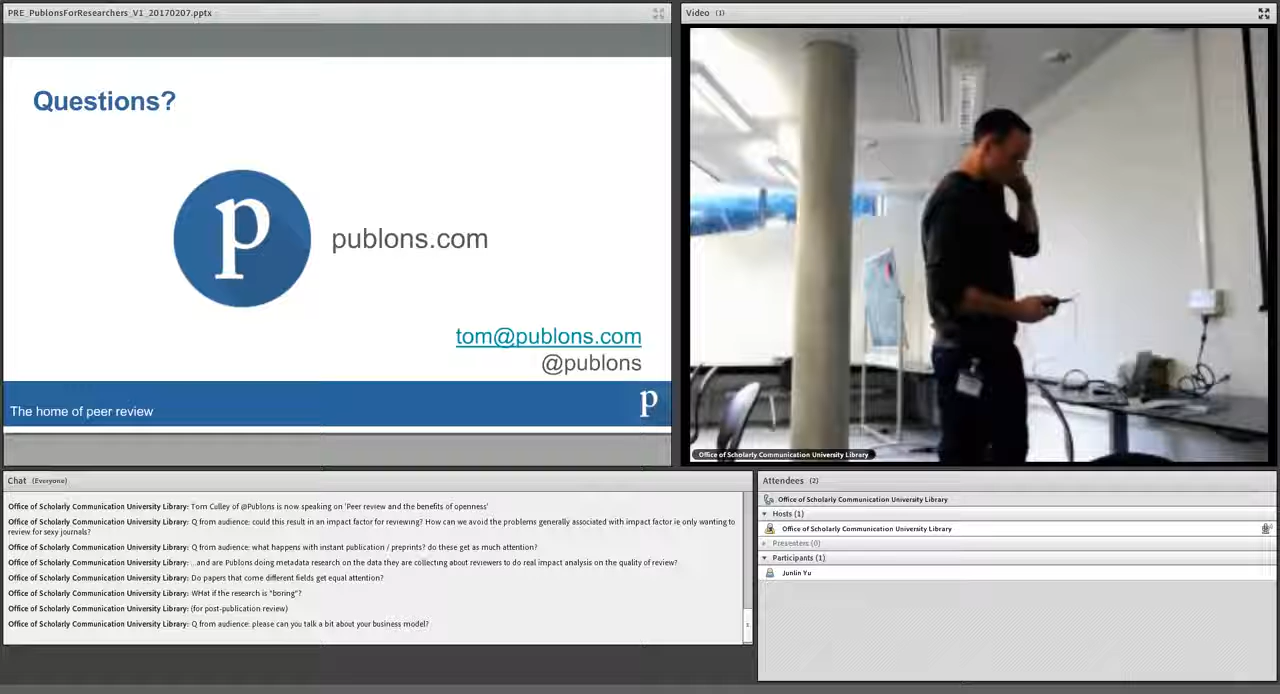 PRE_PublonsForResearchers_V1_20170207.pptx
Questions?
p
publons.com
tom@publons.com
@publons
The home of peer review
p
Video (1)
Office of Scholarly Communication University Library
Chat (Everyone)
Office of Scholarly Communication University Library: Tom Culley of @Publons is now speaking on 'Peer review and the benefits of openness'
Office of Scholarly Communication University Library: Q from audience: could this result in an impact factor for reviewing? How can we avoid the problems generally associated with impact factor ie only wanting to
review for sexy journals?
Office of Scholarly Communication University Library: Q from audience: what happens with instant publication / preprints? do these get as much attention?
Office of Scholarly Communication University Library: ...and are Publons doing metadata research on the data they are collecting about reviewers to do real impact analysis on the quality of review?
Office of Scholarly Communication University Library: Do papers that come different fields get equal attention?
Office of Scholarly Communication University Library: WHat if the research is "boring"?
Office of Scholarly Communication University Library: (for post-publication review)
Office of Scholarly Communication University Library: Q from audience: please can you talk a bit about your business model?
Attendees (2)
Office of Scholarly Communication University Library
Hosts (1)
Office of Scholarly Communication University Library
Presenters (0)
Participants (1)
Junlin Yu